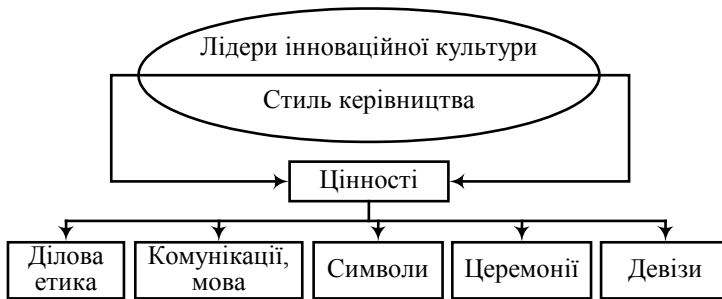 Лідери інноваційної культури
Стиль керівництва
Цінності
Ділова
етика
Комунікації,
мова
Символи
Церемонії
Девізи